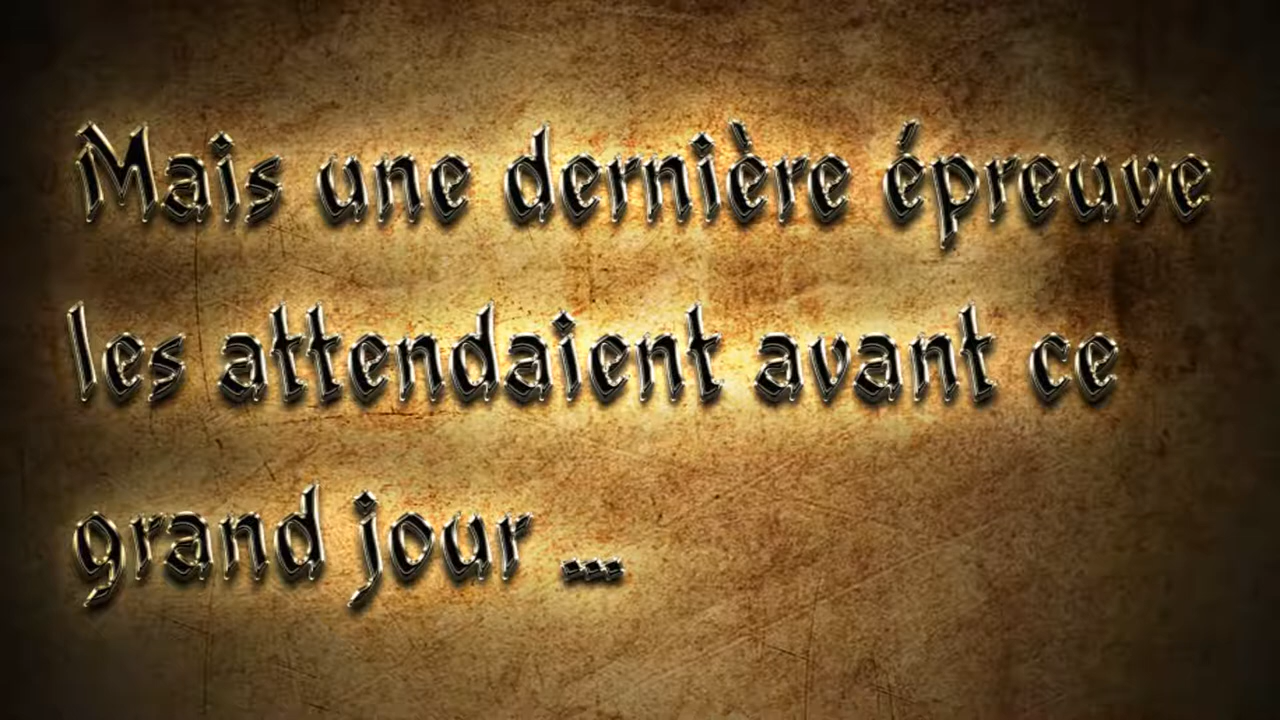 Mais une dernière épreuve
les attendaient avant ce
grand jour ...